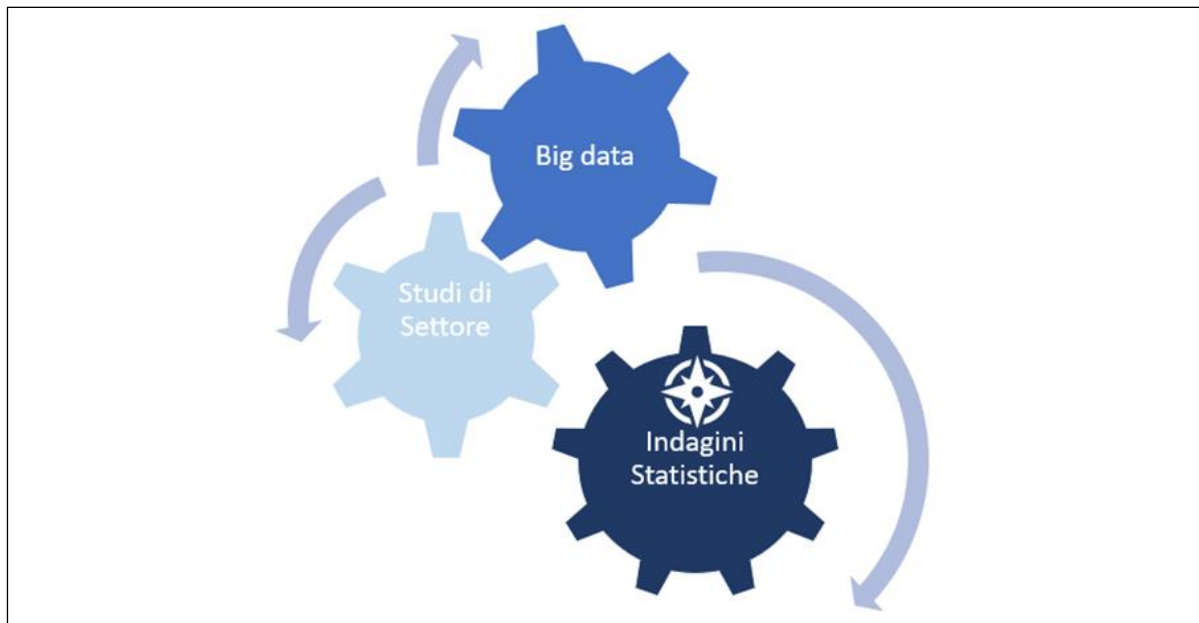 Big data
Studi di
Settore
Indagini
Statistiche